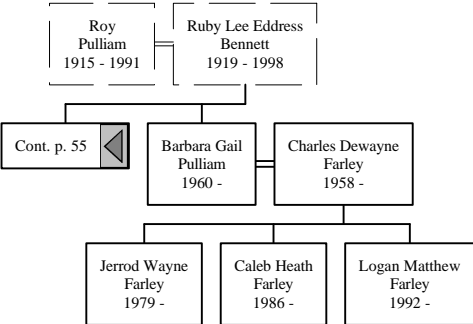 Roy
Pulliam
1915 - 1991
Ruby Lee Eddress
Bennett
1919 - 1998
Cont. p. 55
Barbara Gail
Pulliam
1960 -
Charles Dewayne
Farley
1958 -
Jerrod Wayne
Farley
1979 -
Caleb Heath
Farley
1986 -
Logan Matthew
Farley
1992 -